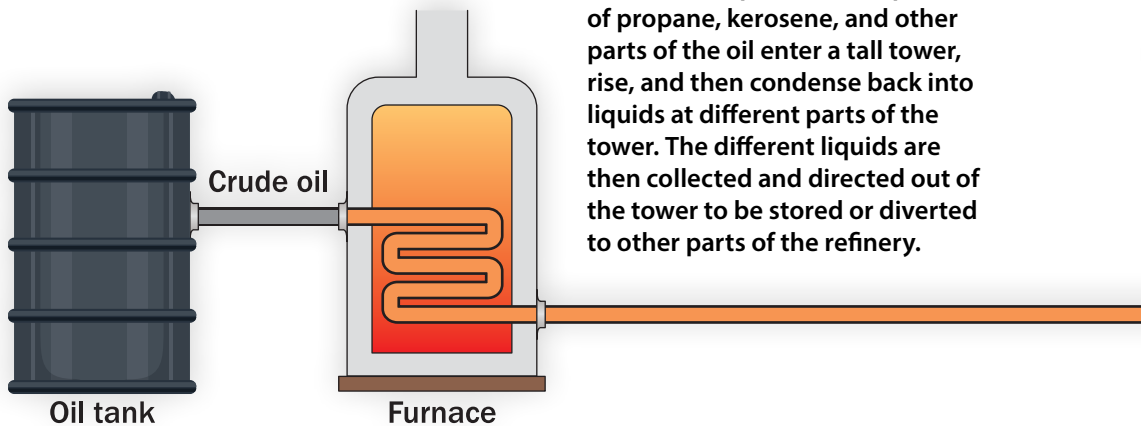 of propane, kerosene, and other
parts of the oil enter a tall tower,
rise, and then condense back into
liquids at different parts of the
tower. The different liquids are
then collected and directed out of
the tower to be stored or diverted
to other parts of the refinery.
Crude oil
Oil tank
Furnace